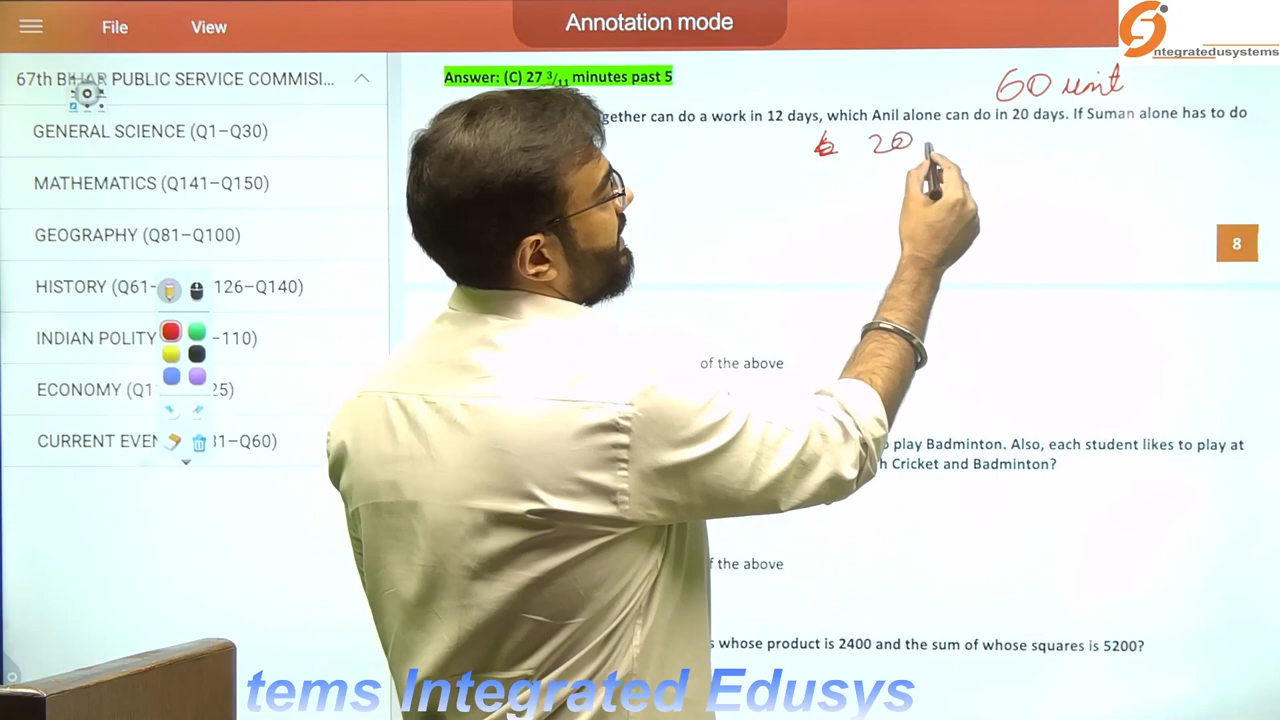 Annotation mode
File View
ntegratedusystems
67th BIHAR PUBLIC SERVICE COMMISI...
GENERAL SCIENCE (Q1–Q30)
MATHEMATICS (Q141–Q150)
GEOGRAPHY (Q81–Q100)
HISTORY (Q61- 126–Q140)
INDIAN POLITY –110)
ECONOMY (Q1 25)
CURRENT EVEN 31–Q60)
Answer: (C) 27 3/11 minutes past 5
60 unit
gether can do a work in 12 days, which Anil alone can do in 20 days. If Suman alone has to do
20
8
of the above
play Badminton. Also, each student likes to play at
h Cricket and Badminton?
f the above
s whose product is 2400 and the sum of whose squares is 5200?
tems Integrated Edusys